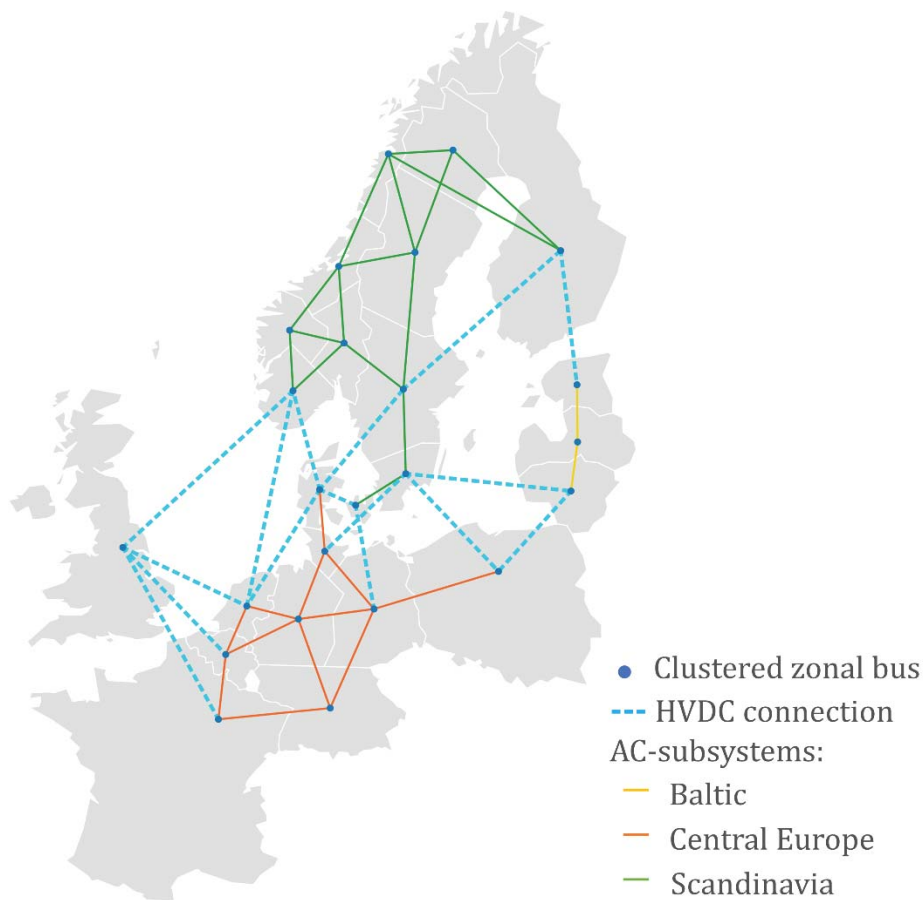 Clustered zonal bus
HVDC connection
AC-subsystems:
Baltic
Central Europe
Scandinavia